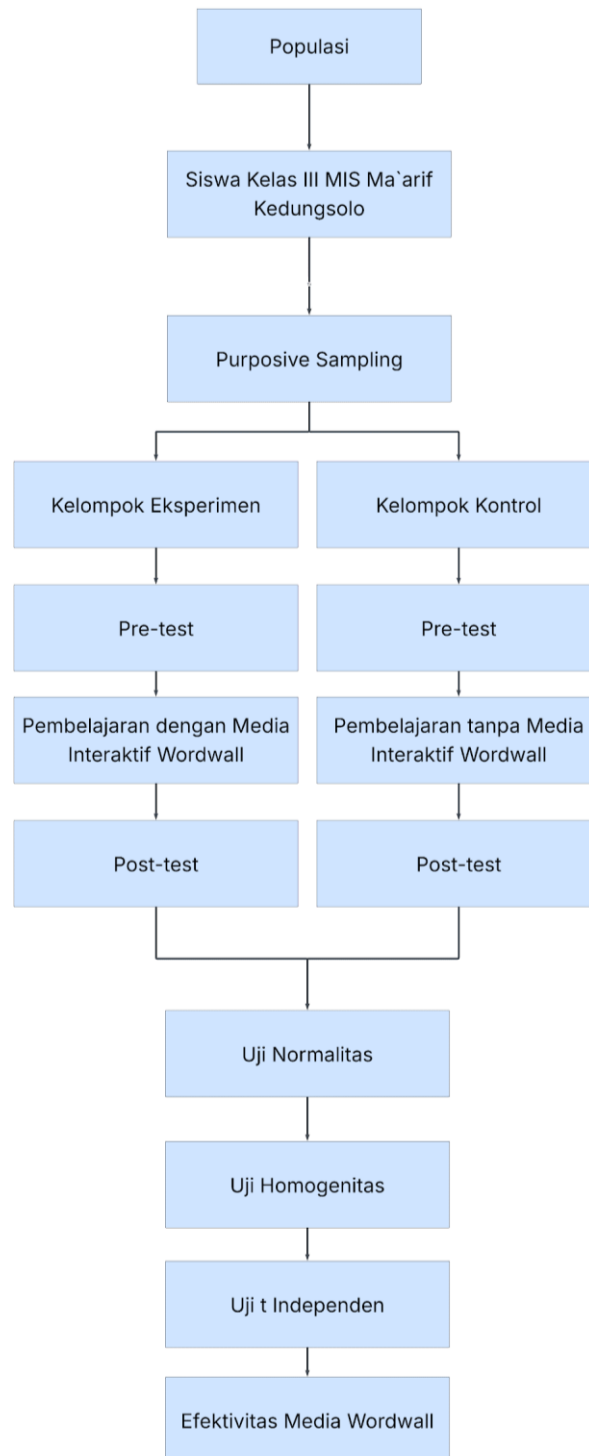 Populasi
Siswa Kelas III MIS Ma`arif
Kedungsolo
Purposive Sampling
Kelompok Eksperimen
Kelompok Kontrol
Pre-test
Pre-test
Pembelajaran dengan Media
Interaktif Wordwall
Pembelajaran tanpa Media
Interaktif Wordwall
Post-test
Post-test
Uji Normalitas
Uji Homogenitas
Uji t Independen
Efektivitas Media Wordwall